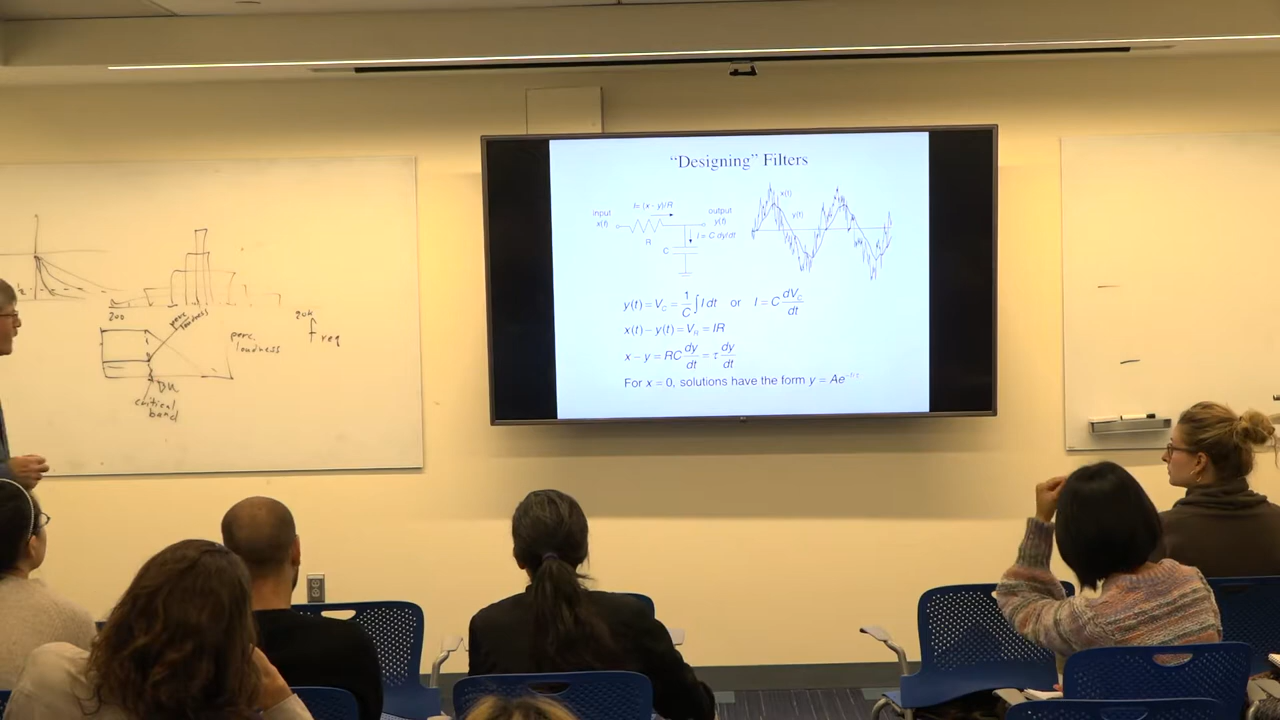 200
20k
freq
perc. loudness
perc.
loudness
critical
band
"Designing" Filters
I= (x - y)/R
input
x(t)
R
output
y(t)
I = C dy/dt
C
x(t)
y(t)
y(t) = V_C = 1/C ∫ I dt or I = C dV_C/dt
x(t) – y(t) = V_R = IR
x – y = RC dy/dt = τ dy/dt
For x = 0, solutions have the form y = Ae^{-t/τ}